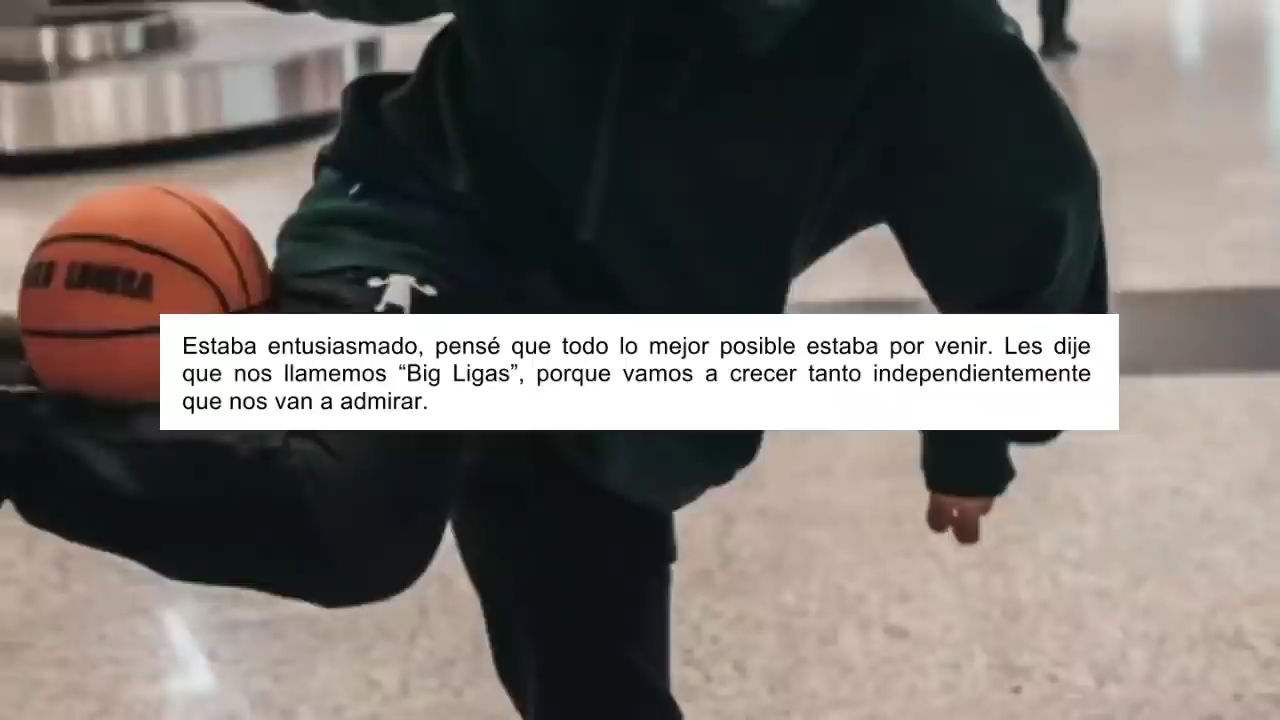 Estaba entusiasmado, pensé que todo lo mejor posible estaba por venir. Les dije
que nos llamemos “Big Ligas”, porque vamos a crecer tanto independientemente
que nos van a admirar.